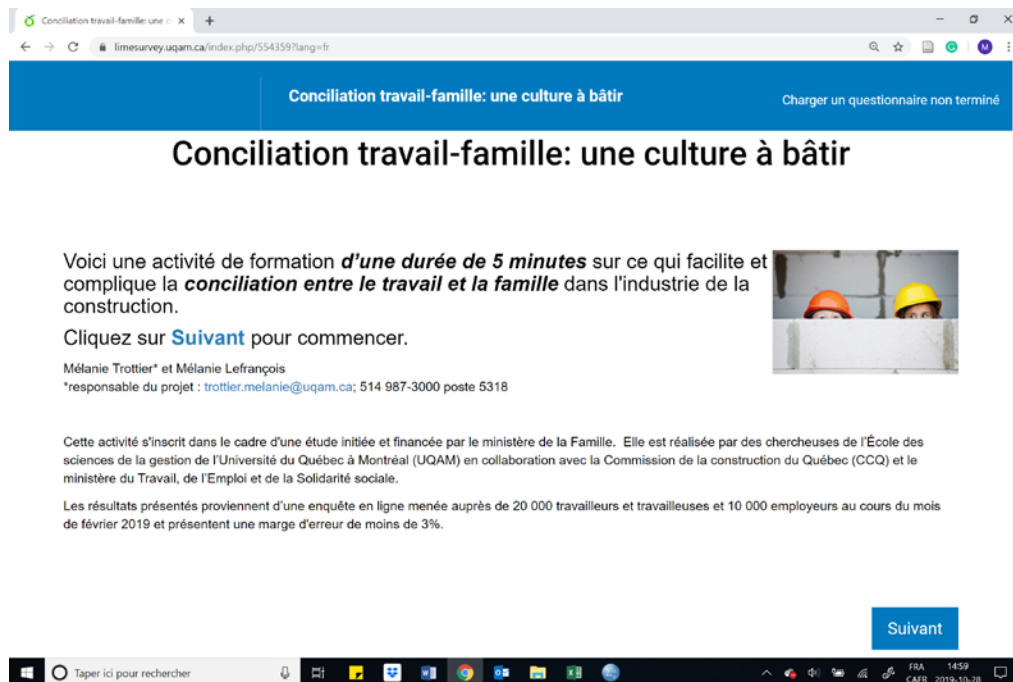 Conciliation travail-famille: une c
limesurvey.uqam.ca/index.php/554359?lang=fr
M
Conciliation travail-famille: une culture à bâtir
Charger un questionnaire non terminé
Conciliation travail-famille: une culture à bâtir
Voici une activité de formation d'une durée de 5 minutes sur ce qui facilite et
complique la conciliation entre le travail et la famille dans l'industrie de la
construction.
Cliquez sur Suivant pour commencer.
Mélanie Trottier* et Mélanie Lefrançois
*responsable du projet : trottier.melanie@uqam.ca; 514 987-3000 poste 5318
Cette activité s'inscrit dans le cadre d'une étude initiée et financée par le ministère de la Famille. Elle est réalisée par des chercheuses de l'École des
sciences de la gestion de l'Université du Québec à Montréal (UQAM) en collaboration avec la Commission de la construction du Québec (CCQ) et le
ministère du Travail, de l'Emploi et de la Solidarité sociale.
Les résultats présentés proviennent d'une enquête en ligne menée auprès de 20 000 travailleurs et travailleuses et 10 000 employeurs au cours du mois
de février 2019 et présentent une marge d'erreur de moins de 3%.
Suivant
Taper ici pour rechercher
FRA 14:59
CAFR 2019-10-28